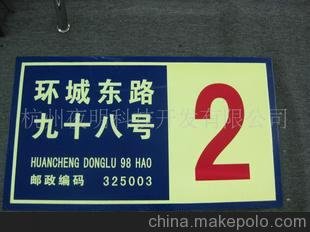 环城东路
九十八号
HUANCHENG DONGLU 98 HAO
邮政编码 325003
2
杭州夜明科技开发有限公司
china.makepolo.com